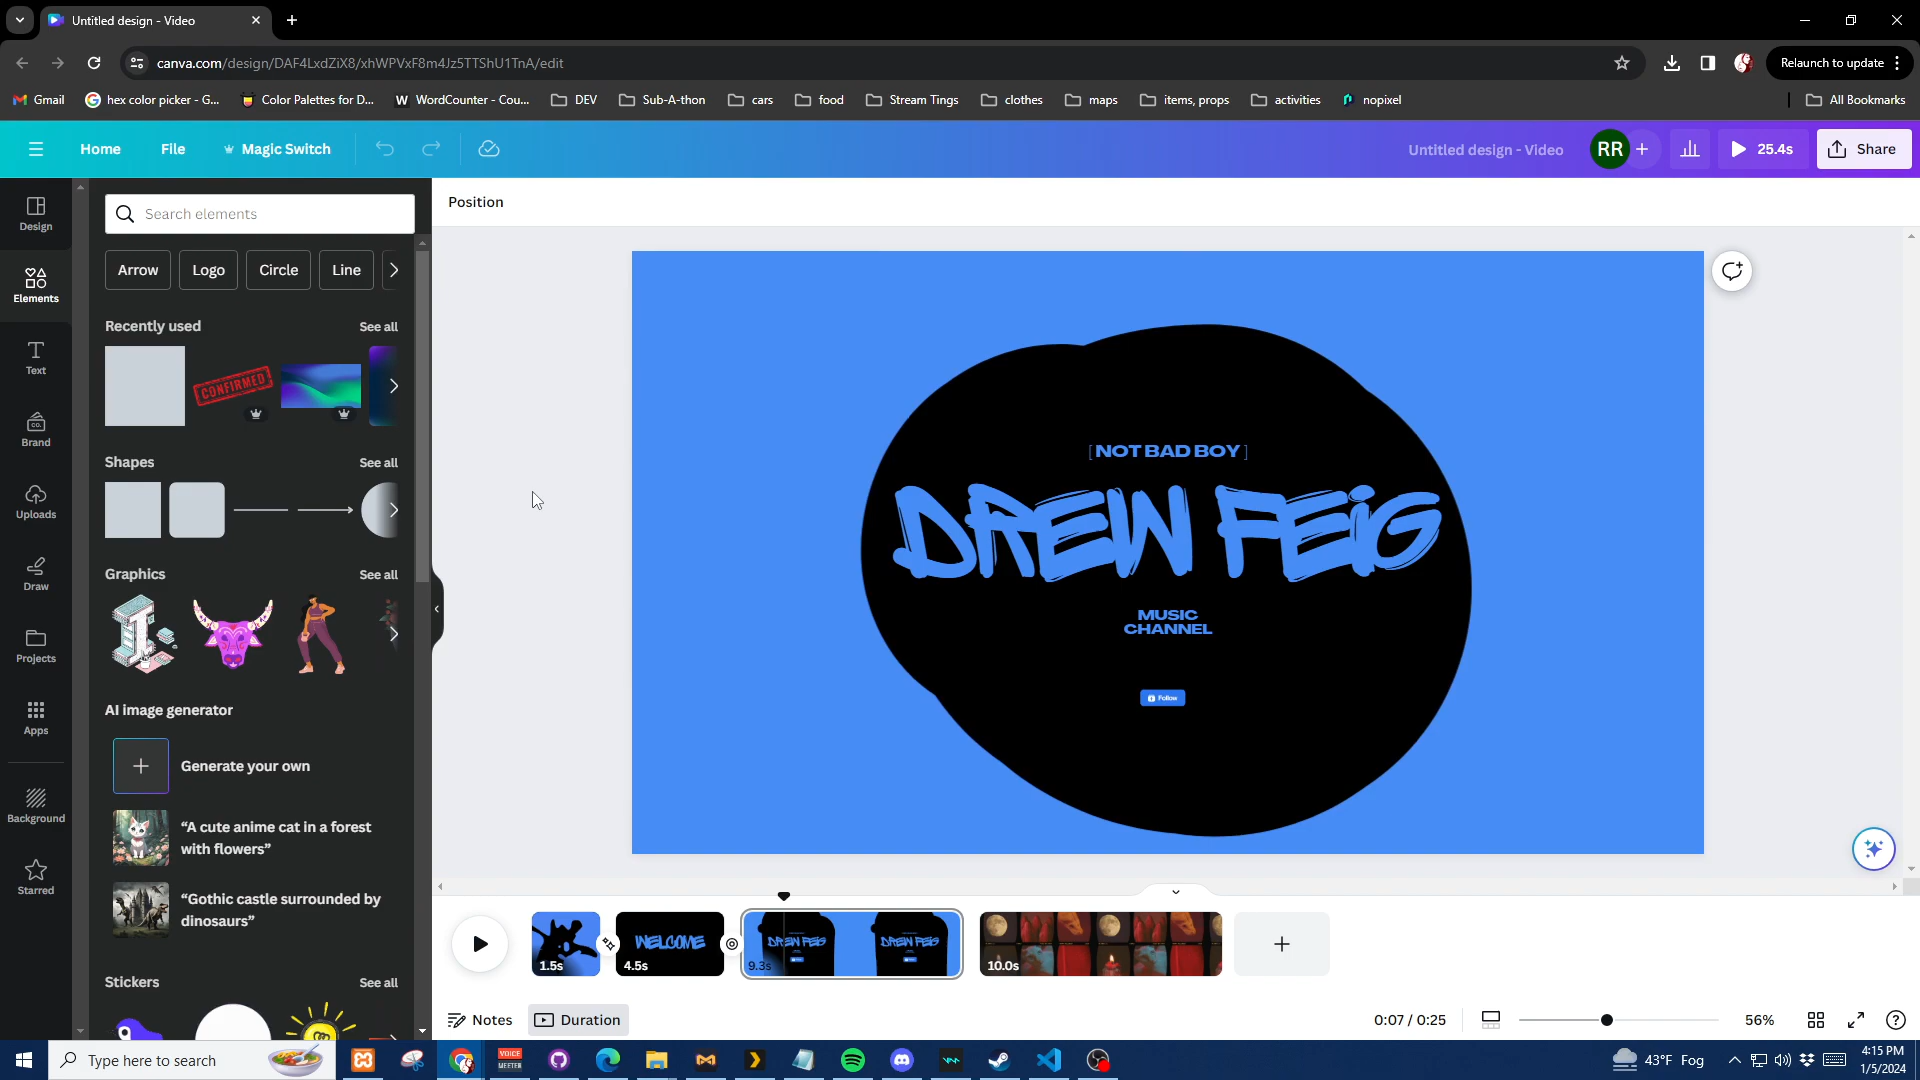 Untitled design - Video
canva.com/design/DAF4LxdZiX8/xhWPVxF8m4Jz5TTShU1TnA/edit
Relaunch to update
Gmail
hex color picker - G...
Color Palettes for D...
WordCounter - Cou...
DEV
Sub-A-thon
cars
food
Stream Tings
clothes
maps
items, props
activities
nopixel
All Bookmarks
Home
File
Magic Switch
Untitled design - Video
RR
25.4s
Share
Design
Elements
Text
Brand
Uploads
Draw
Projects
Apps
Background
Starred
Search elements
Arrow
Logo
Circle
Line
Recently used
See all
CONFIRMED
Shapes
See all
Graphics
See all
AI image generator
Generate your own
“A cute anime cat in a forest
with flowers”
“Gothic castle surrounded by
dinosaurs”
Stickers
See all
Position
[ NOT BAD BOY ]
DREW FEIG
MUSIC
CHANNEL
Follow
1.5s
WELCOME
4.5s
DREW FEIG
DREW FEIG
9.3s
10.0s
Notes
Duration
0:07 / 0:25
56%
Type here to search
VOICE
MEETER
43°F Fog
4:15 PM
1/5/2024